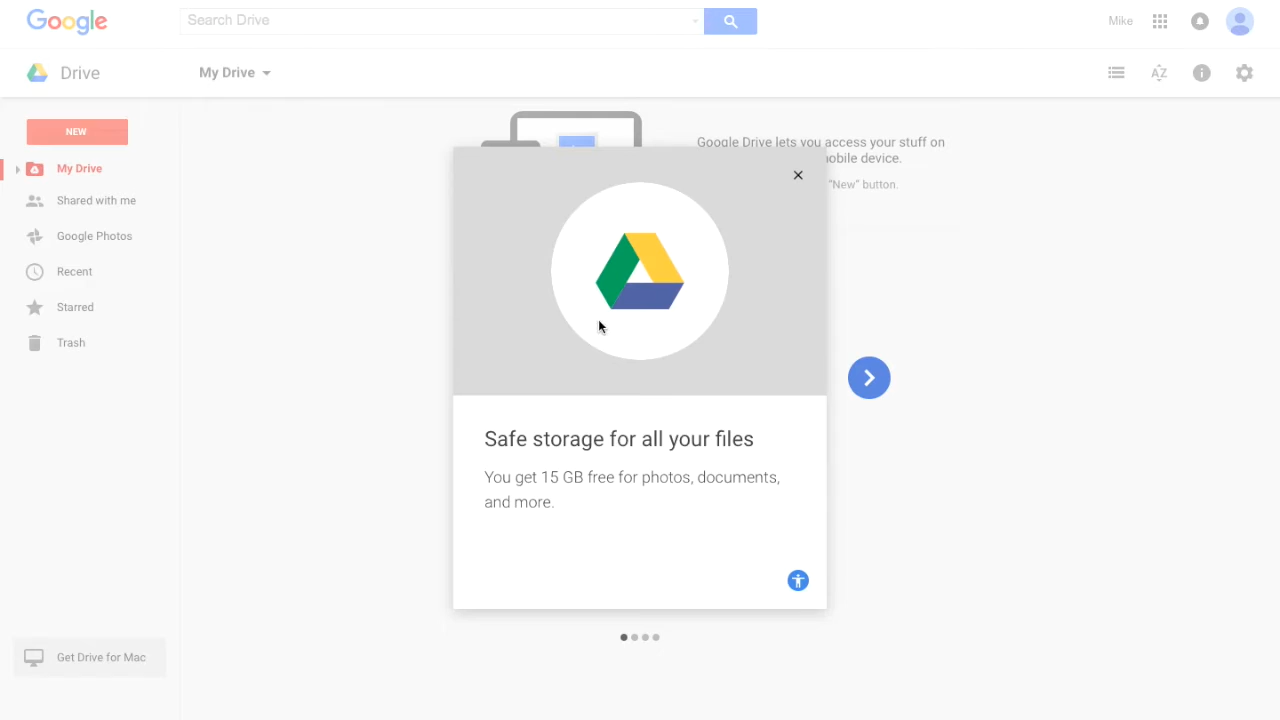 Google
Search Drive
Mike
Drive
My Drive
NEW
My Drive
Shared with me
Google Photos
Recent
Starred
Trash
Get Drive for Mac
Google Drive lets you access your stuff on
obile device.
"New" button.
Safe storage for all your files
You get 15 GB free for photos, documents,
and more.